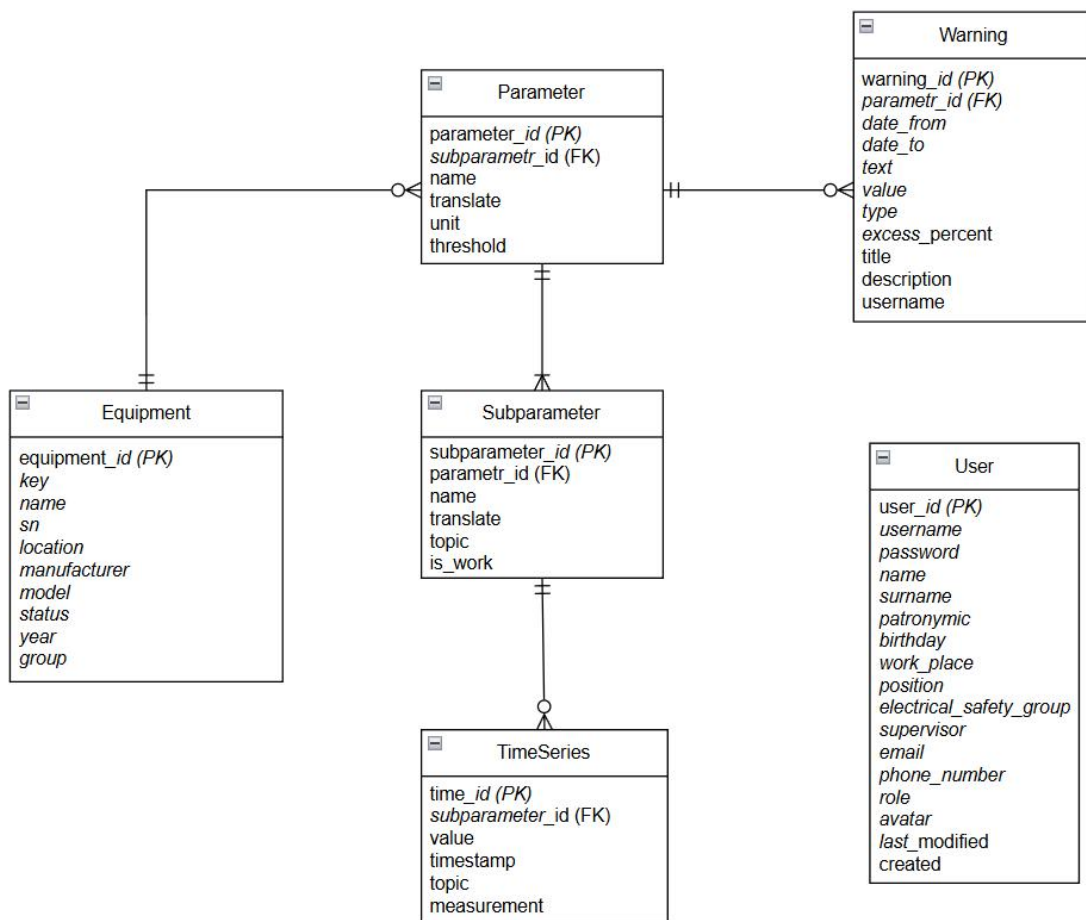 Warning
warning_id (PK)
parametr_id (FK)
date_from
date_to
text
value
type
excess_percent
title
description
username
Parameter
parameter_id (PK)
subparametr_id (FK)
name
translate
unit
threshold
Equipment
equipment_id (PK)
key
name
sn
location
manufacturer
model
status
year
group
Subparameter
subparameter_id (PK)
parametr_id (FK)
name
translate
topic
is_work
User
user_id (PK)
username
password
name
surname
patronymic
birthday
work_place
position
electrical_safety_group
supervisor
email
phone_number
role
avatar
last_modified
created
TimeSeries
time_id (PK)
subparameter_id (FK)
value
timestamp
topic
measurement